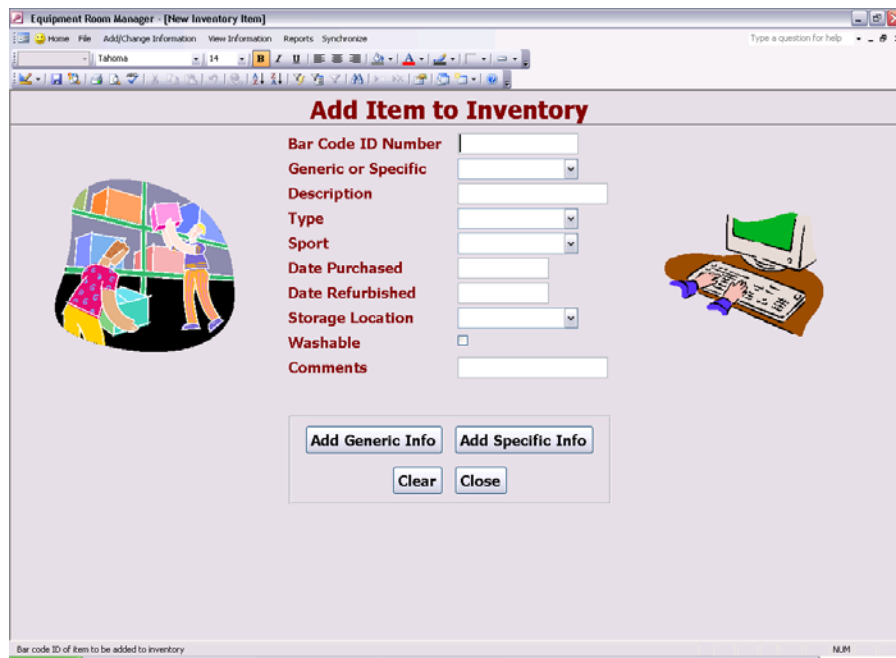 Equipment Room Manager - [New Inventory Item]
Home File Add/Change Information View Information Reports Synchronize Type a question for help
Tahoma 14 B I U A
Add Item to Inventory
Bar Code ID Number
Generic or Specific
Description
Type
Sport
Date Purchased
Date Refurbished
Storage Location
Washable
Comments
Add Generic Info Add Specific Info
Clear Close
Bar code ID of item to be added to inventory NUM